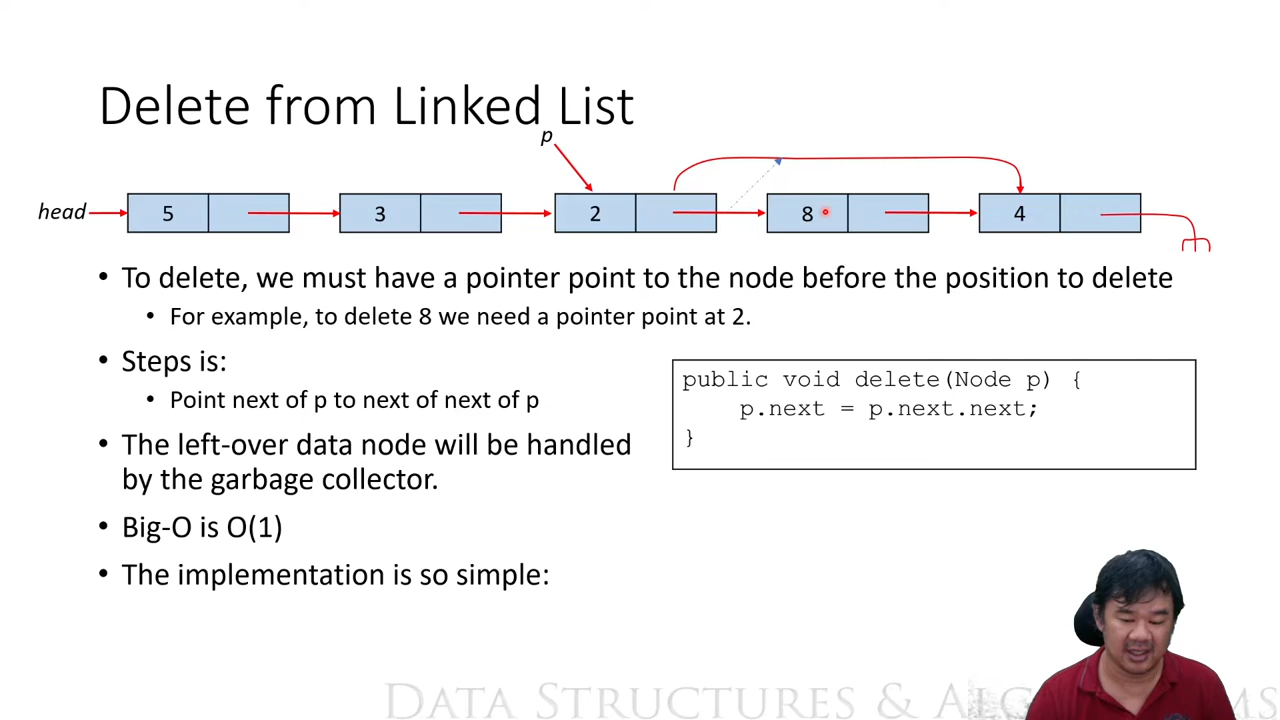 Delete from Linked List
p
head 5 3 2 8 4
• To delete, we must have a pointer point to the node before the position to delete
• For example, to delete 8 we need a pointer point at 2.
• Steps is:
• Point next of p to next of next of p
• The left-over data node will be handled
by the garbage collector.
• Big-O is O(1)
• The implementation is so simple:
public void delete(Node p) {
p.next = p.next.next;
}
DATA STRUCTURES &